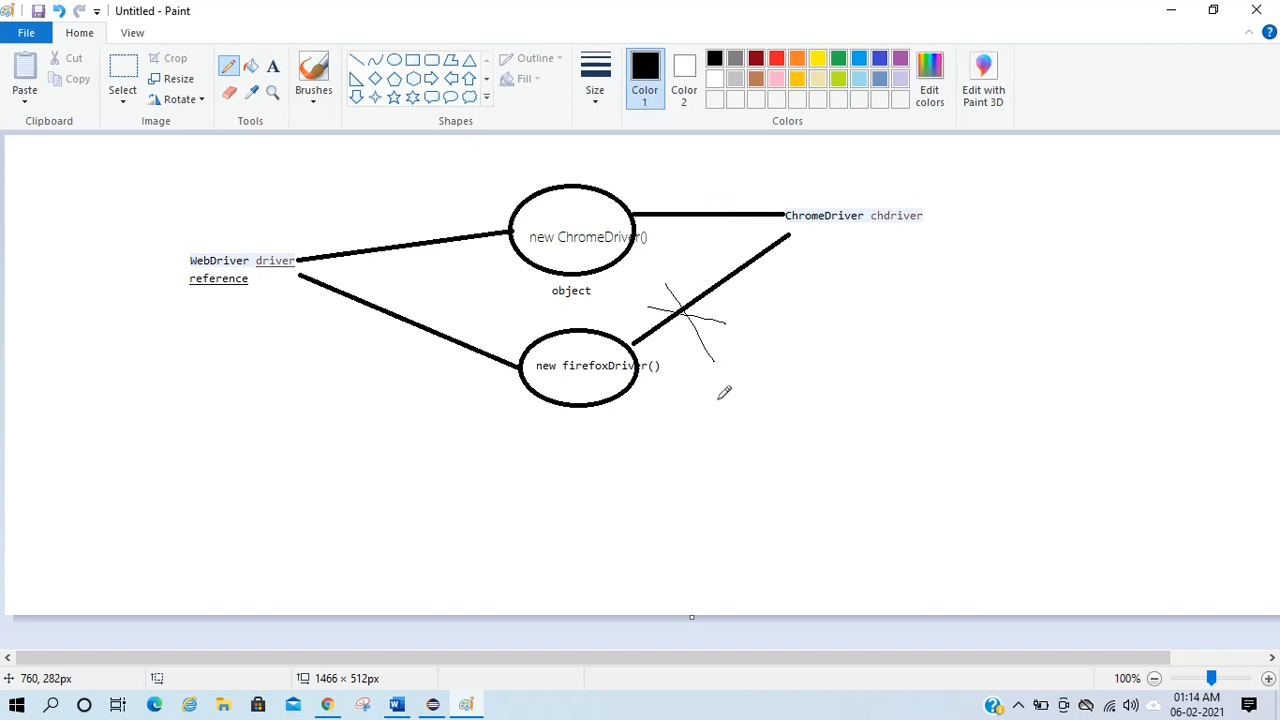 Untitled - Paint
File
Home
View
Paste
Cut
Copy
Clipboard
Select
Crop
Resize
Rotate
Image
A
Tools
Brushes
Outline
Fill
Shapes
Size
Color
1
Color
2
Edit
colors
Colors
Edit with
Paint 3D
new ChromeDriver()
ChromeDriver chdriver
WebDriver driver
reference
object
new firefoxDriver()
760, 282px
1466 × 512px
100%
01:14 AM
06-02-2021